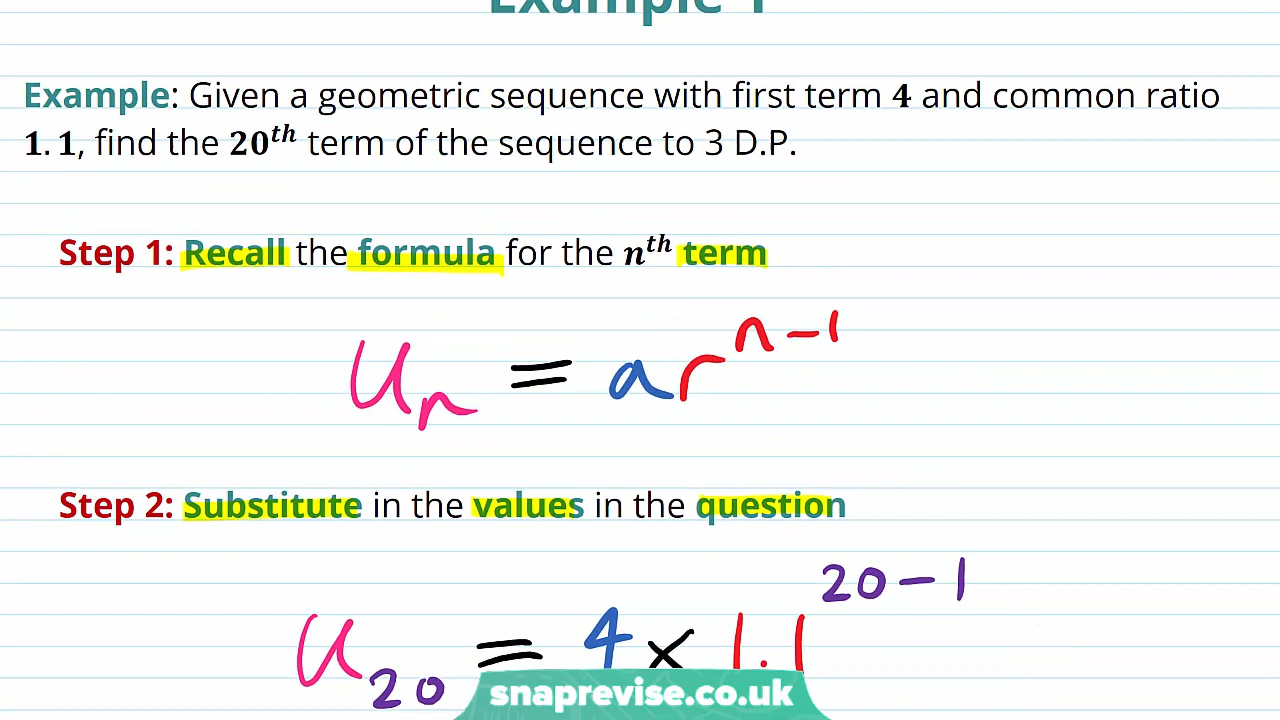 Example 1
Example: Given a geometric sequence with first term 4 and common ratio
1.1, find the 20th term of the sequence to 3 D.P.
Step 1: Recall the formula for the nth term
Un = ar^n-1
Step 2: Substitute in the values in the question
U20 = 4 × 1.1^20-1
snaprevise.co.uk